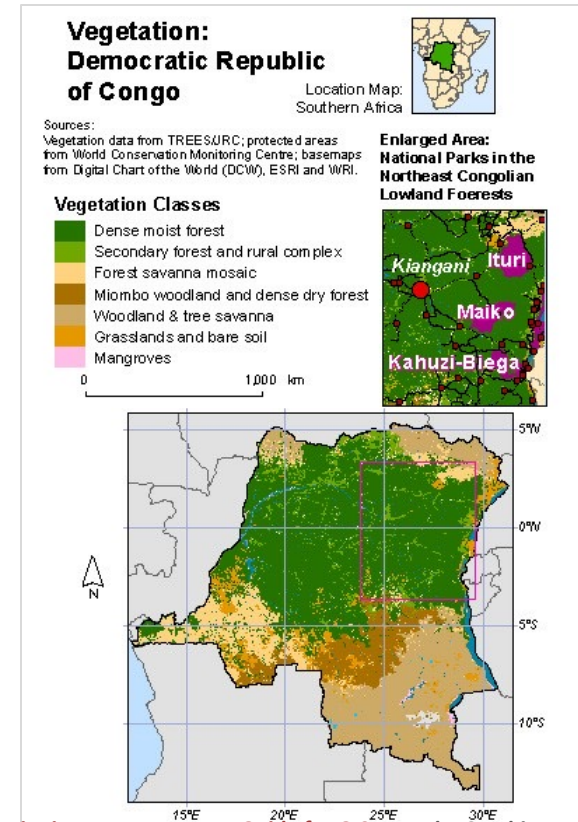 Vegetation:
Democratic Republic
of Congo
Location Map:
Southern Africa
Sources:
Vegetation data from TREES/JRC; protected areas
from World Conservation Monitoring Centre; basemaps
from Digital Chart of the World (DCW), ESRI and WRI.
Enlarged Area:
National Parks in the
Northeast Congolian
Lowland Foerests
Vegetation Classes
Dense moist forest
Secondary forest and rural complex
Forest savanna mosaic
Miombo woodland and dense dry forest
Woodland & tree savanna
Grasslands and bare soil
Mangroves
0 1,000 km
Ituri
Kiangani
Maiko
Kahuzi-Biega
5°W
0°W
5°S
10°S
N
15°E 20°E 25°E 30°E